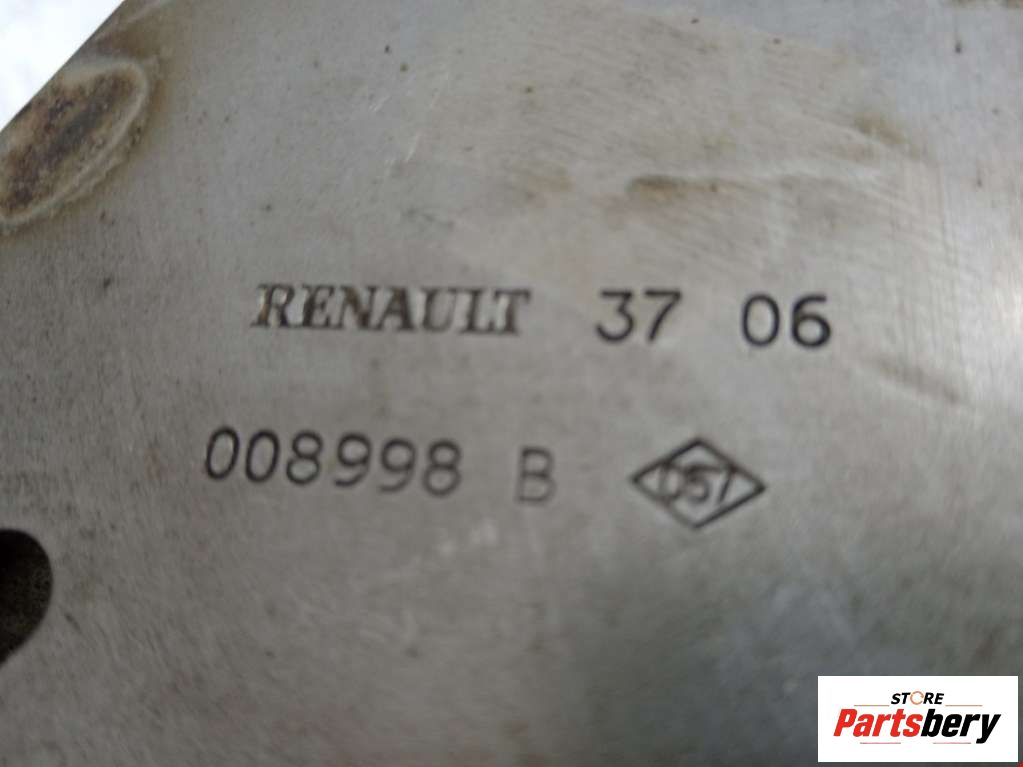 RENAULT 37 06
008998 B
STORE
Partsbery